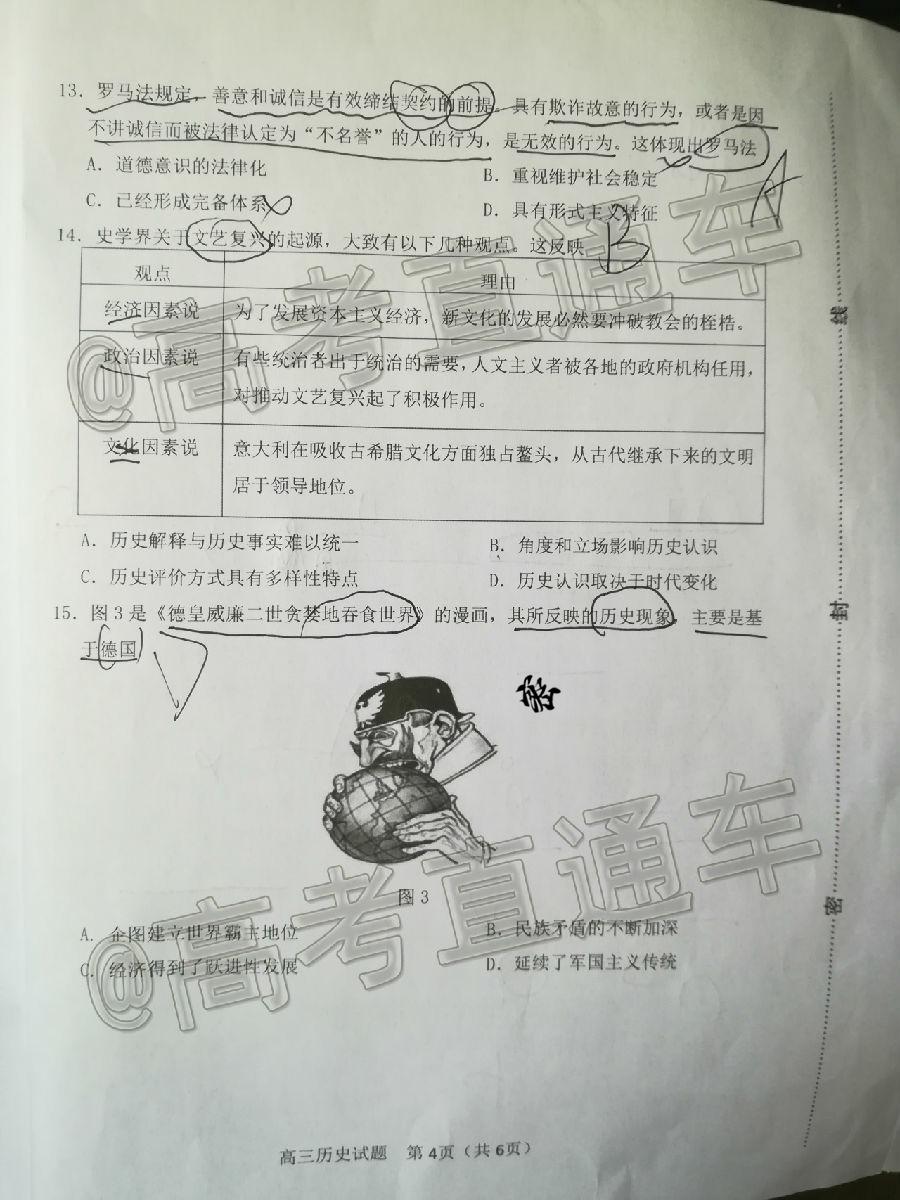 13. 罗马法规定，善意和诚信是有效缔结契约的前提，具有欺诈故意的行为，或者是因
不讲诚信而被法律认定为“不名誉”的人的行为，是无效的行为。这体现出罗马法
A. 道德意识的法律化
B. 重视维护社会稳定
C. 已经形成完备体系
D. 具有形式主义特征
A
14. 史学界关于文艺复兴的起源，大致有以下几种观点。这反映
B
观点 理由
经济因素说 为了发展资本主义经济，新文化的发展必然要冲破教会的桎梏。
政治因素说 有些统治者出于统治的需要，人文主义者被各地的政府机构任用，
对推动文艺复兴起了积极作用。
文化因素说 意大利在吸收古希腊文化方面独占鳌头，从古代继承下来的文明
居于领导地位。
A. 历史解释与历史事实难以统一
B. 角度和立场影响历史认识
C. 历史评价方式具有多样性特点
D. 历史认识取决于时代变化
15. 图3是《德皇威廉二世贪婪地吞食世界》的漫画，其所反映的历史现象，主要是基
于德国
图3
A. 企图建立世界霸主地位
B. 民族矛盾的不断加深
C. 经济得到了跃进性发展
D. 延续了军国主义传统
高三历史试题 第4页（共6页）
线
封
密
@高考直通车
@高考直通车